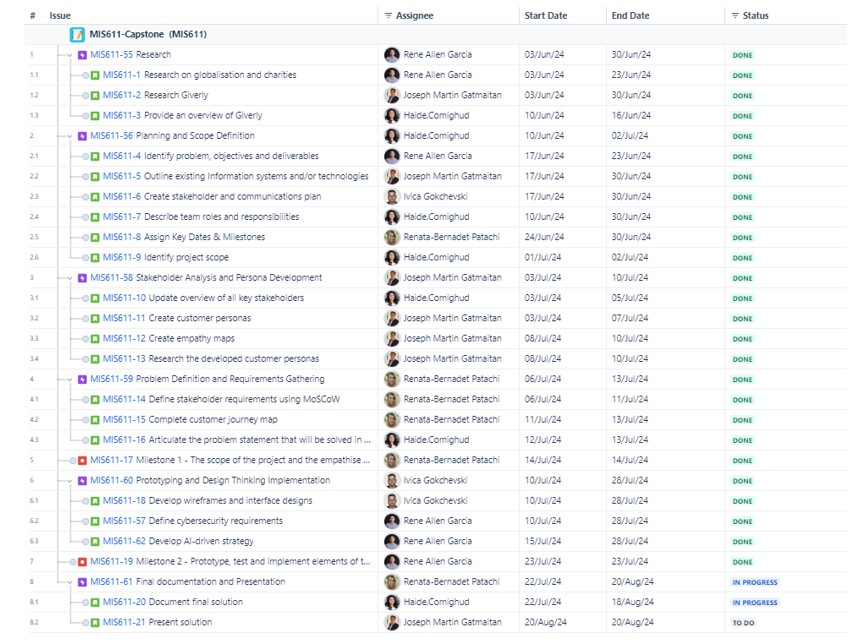 # Issue Assignee Start Date End Date Status
MIS611-Capstone (MIS611)
1 MIS611-55 Research Rene Allen Garcia 03/Jun/24 30/Jun/24 DONE
1.1 MIS611-1 Research on globalisation and charities Rene Allen Garcia 03/Jun/24 23/Jun/24 DONE
1.2 MIS611-2 Research Giverly Joseph Martin Gatmaitan 03/Jun/24 30/Jun/24 DONE
1.3 MIS611-3 Provide an overview of Giverly Haide.Comighud 10/Jun/24 16/Jun/24 DONE
2 MIS611-56 Planning and Scope Definition Haide.Comighud 10/Jun/24 02/Jul/24 DONE
2.1 MIS611-4 Identify problem, objectives and deliverables Rene Allen Garcia 17/Jun/24 23/Jun/24 DONE
2.2 MIS611-5 Outline existing Information systems and/or technologies Joseph Martin Gatmaitan 17/Jun/24 30/Jun/24 DONE
2.3 MIS611-6 Create stakeholder and communications plan Ivica Gokchevski 17/Jun/24 30/Jun/24 DONE
2.4 MIS611-7 Describe team roles and responsibilities Haide.Comighud 10/Jun/24 30/Jun/24 DONE
2.5 MIS611-8 Assign Key Dates & Milestones Renata-Bernadet Patachi 24/Jun/24 30/Jun/24 DONE
2.6 MIS611-9 Identify project scope Haide.Comighud 01/Jul/24 02/Jul/24 DONE
3 MIS611-58 Stakeholder Analysis and Persona Development Joseph Martin Gatmaitan 03/Jul/24 10/Jul/24 DONE
3.1 MIS611-10 Update overview of all key stakeholders Haide.Comighud 03/Jul/24 05/Jul/24 DONE
3.2 MIS611-11 Create customer personas Joseph Martin Gatmaitan 03/Jul/24 07/Jul/24 DONE
3.3 MIS611-12 Create empathy maps Joseph Martin Gatmaitan 08/Jul/24 10/Jul/24 DONE
3.4 MIS611-13 Research the developed customer personas Joseph Martin Gatmaitan 08/Jul/24 10/Jul/24 DONE
4 MIS611-59 Problem Definition and Requirements Gathering Renata-Bernadet Patachi 06/Jul/24 13/Jul/24 DONE
4.1 MIS611-14 Define stakeholder requirements using MoSCoW Renata-Bernadet Patachi 06/Jul/24 11/Jul/24 DONE
4.2 MIS611-15 Complete customer journey map Renata-Bernadet Patachi 11/Jul/24 13/Jul/24 DONE
4.3 MIS611-16 Articulate the problem statement that will be solved in ... Haide.Comighud 12/Jul/24 13/Jul/24 DONE
5 MIS611-17 Milestone 1 - The scope of the project and the empathise ... Renata-Bernadet Patachi 14/Jul/24 14/Jul/24 DONE
6 MIS611-60 Prototyping and Design Thinking Implementation Ivica Gokchevski 10/Jul/24 28/Jul/24 DONE
6.1 MIS611-18 Develop wireframes and interface designs Ivica Gokchevski 10/Jul/24 28/Jul/24 DONE
6.2 MIS611-57 Define cybersecurity requirements Rene Allen Garcia 10/Jul/24 28/Jul/24 DONE
6.3 MIS611-62 Develop AI-driven strategy Rene Allen Garcia 15/Jul/24 28/Jul/24 DONE
7 MIS611-19 Milestone 2 - Prototype, test and implement elements of t... Rene Allen Garcia 23/Jul/24 23/Jul/24 DONE
8 MIS611-61 Final documentation and Presentation Renata-Bernadet Patachi 22/Jul/24 20/Aug/24 IN PROGRESS
8.1 MIS611-20 Document final solution Haide.Comighud 22/Jul/24 18/Aug/24 IN PROGRESS
8.2 MIS611-21 Present solution Joseph Martin Gatmaitan 20/Aug/24 20/Aug/24 TO DO